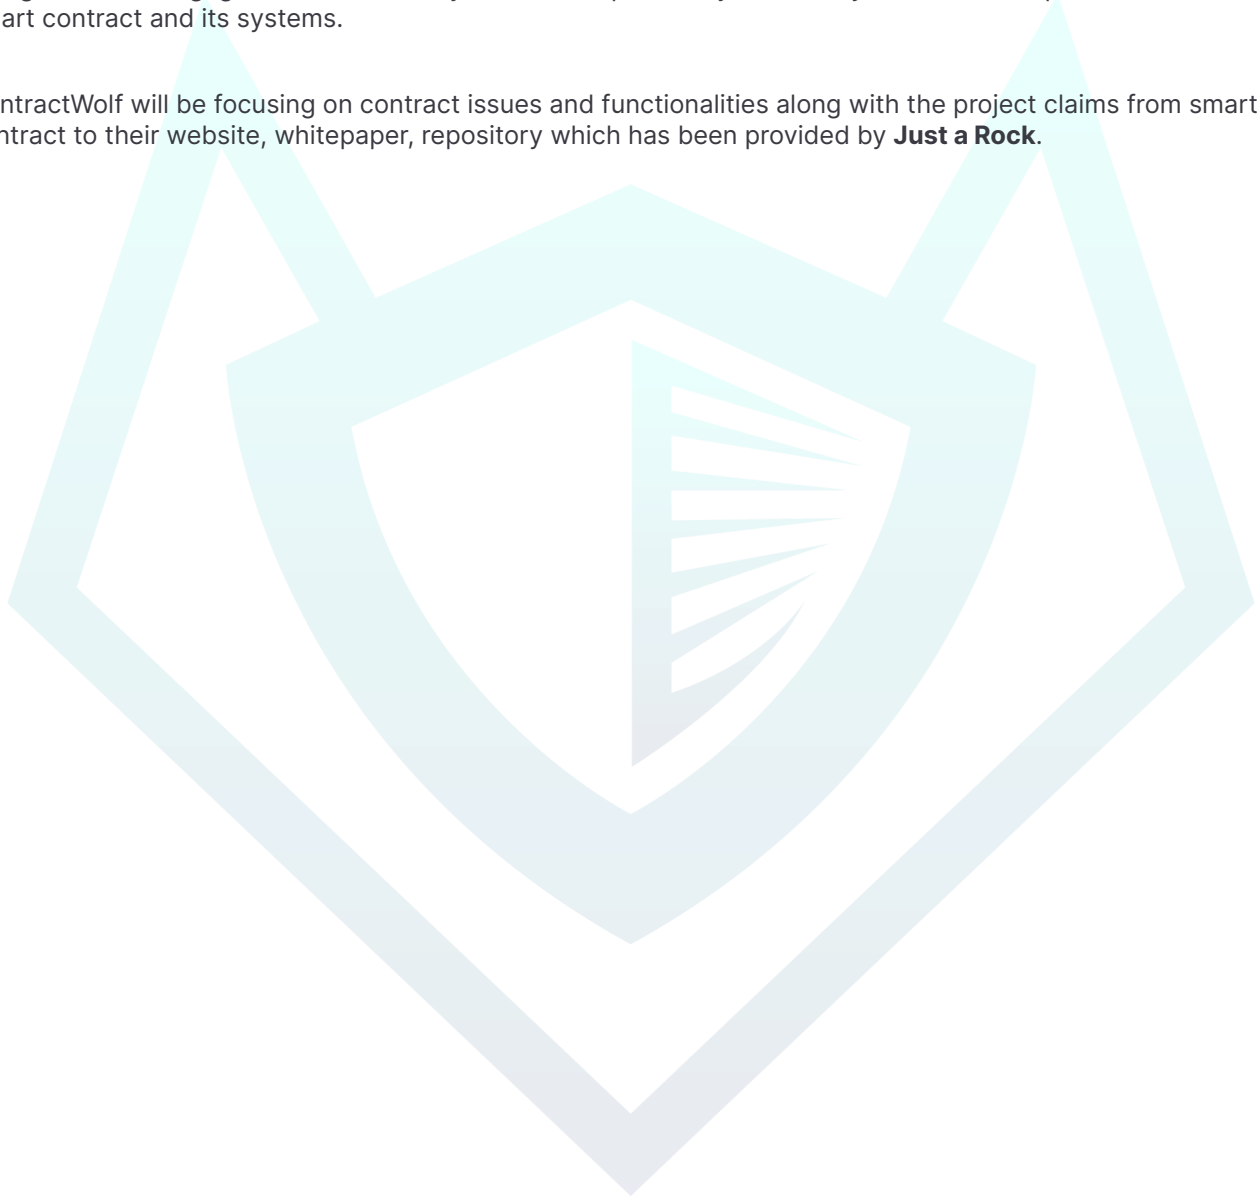 art contract and its systems.
ntractWolf will be focusing on contract issues and functionalities along with the project claims from smart
ntract to their website, whitepaper, repository which has been provided by Just a Rock.